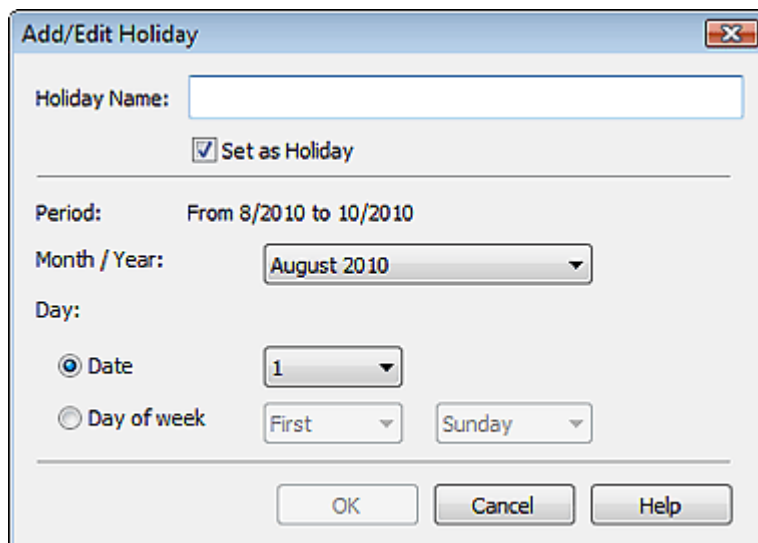 Add/Edit Holiday
Holiday Name:
Set as Holiday
Period: From 8/2010 to 10/2010
Month / Year: August 2010
Day:
Date 1
Day of week First Sunday
OK Cancel Help